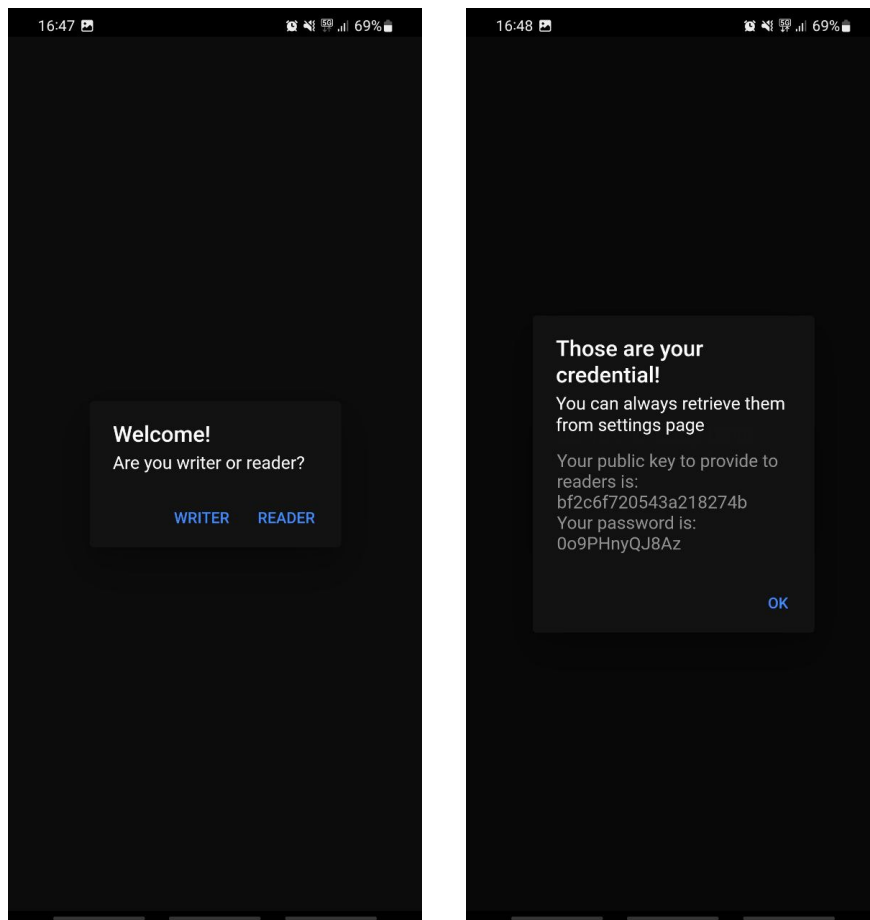 16:47
69%
Welcome!
Are you writer or reader?
WRITER READER
16:48
69%
Those are your
credential!
You can always retrieve them
from settings page
Your public key to provide to
readers is:
bf2c6f720543a218274b
Your password is:
0o9PHnyQJ8Az
OK